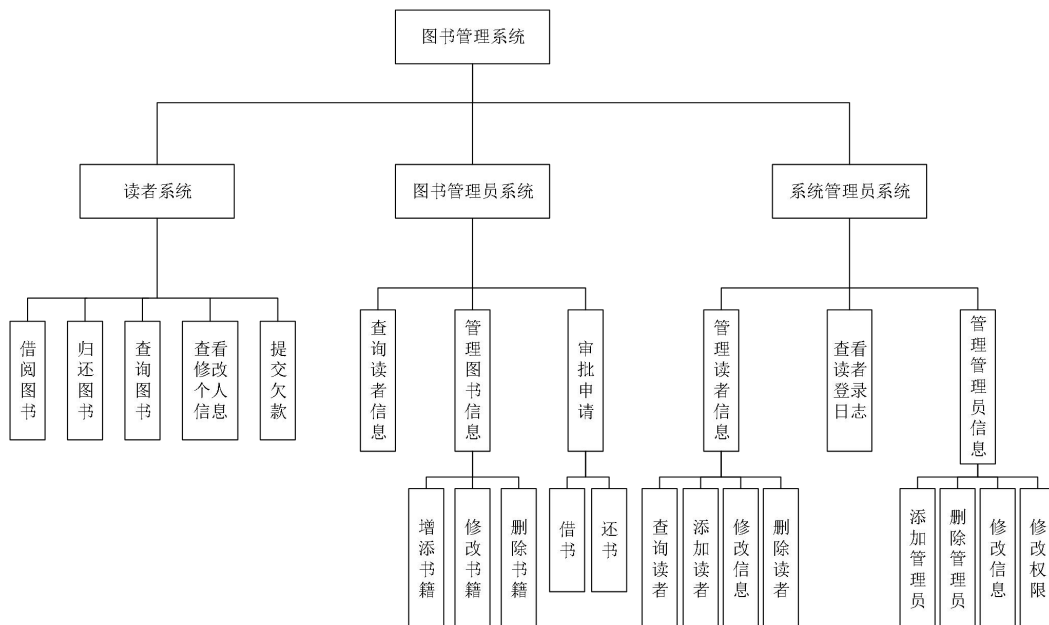 图书管理系统
读者系统
图书管理员系统
系统管理员系统
借阅图书
归还图书
查询图书
查看修改个人信息
提交欠款
查询读者信息
管理图书信息
审批申请
管理读者信息
查看读者登录日志
管理管理员信息
增添书籍
修改书籍
删除书籍
借书
还书
查询读者
添加读者
修改信息
删除读者
添加管理员
删除管理员
修改信息
修改权限